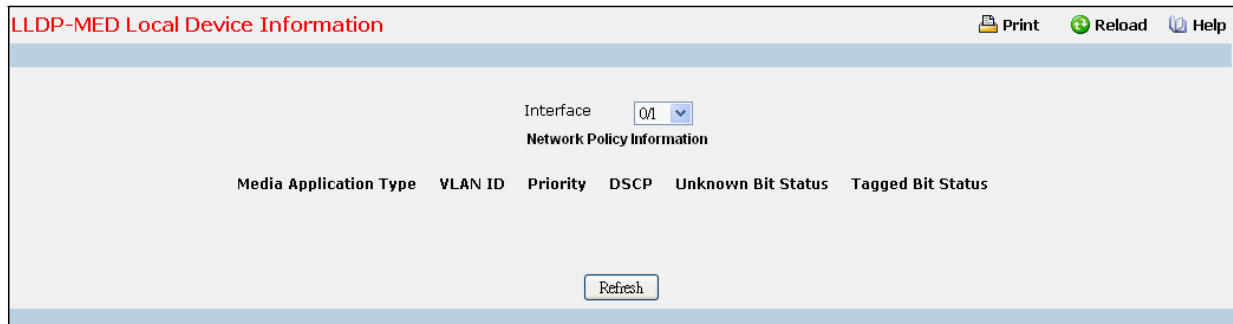 LLDP-MED Local Device Information Print Reload Help
Interface 0/1
Network Policy Information
Media Application Type VLAN ID Priority DSCP Unknown Bit Status Tagged Bit Status
Refresh